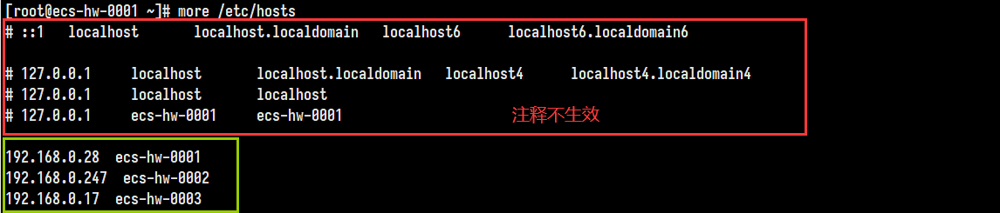 [root@ecs-hw-0001 ~]# more /etc/hosts
# ::1   localhost       localhost.localdomain   localhost6      localhost6.localdomain6
# 127.0.0.1     localhost       localhost.localdomain   localhost4      localhost4.localdomain4
# 127.0.0.1     localhost       localhost
# 127.0.0.1     ecs-hw-0001     ecs-hw-0001
注释不生效
192.168.0.28  ecs-hw-0001
192.168.0.247  ecs-hw-0002
192.168.0.17  ecs-hw-0003